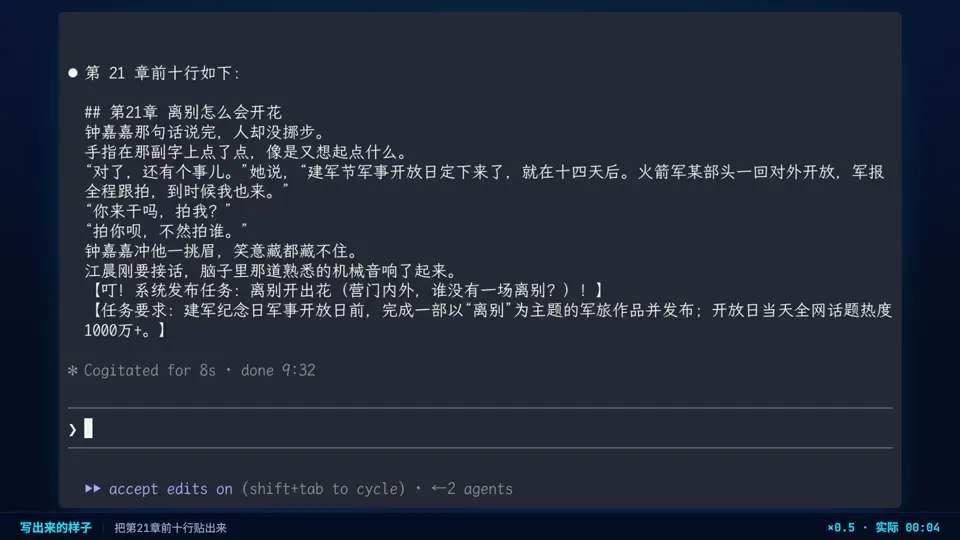 ● 第 21 章前十行如下:
## 第21章 离别怎么会开花
钟嘉嘉那句话说完，人却没挪步。
手指在那副字上点了点，像是又想起点什么。
“对了，还有个事儿。”她说，“建军节军事开放日定下来了，就在十四天后。火箭军某部头一回对外开放，军报
全程跟拍，到时候我也来。”
“你来干吗，拍我？”
“拍你呗，不然拍谁。”
钟嘉嘉冲他一挑眉，笑意藏都藏不住。
江晨刚要接话，脑子里那道熟悉的机械音响了起来。
【叮！系统发布任务：离别开出花（营门内外，谁没有一场离别？）！】
【任务要求：建军纪念日军事开放日前，完成一部以“离别”为主题的军旅作品并发布；开放日当天全网话题热度
1000万+。】
✻ Cogitated for 8s · done 9:32
❯
⏵⏵ accept edits on (shift+tab to cycle) · ←2 agents
写出来的样子 | 把第21章前十行贴出来 ×0.5 · 实际 00:04